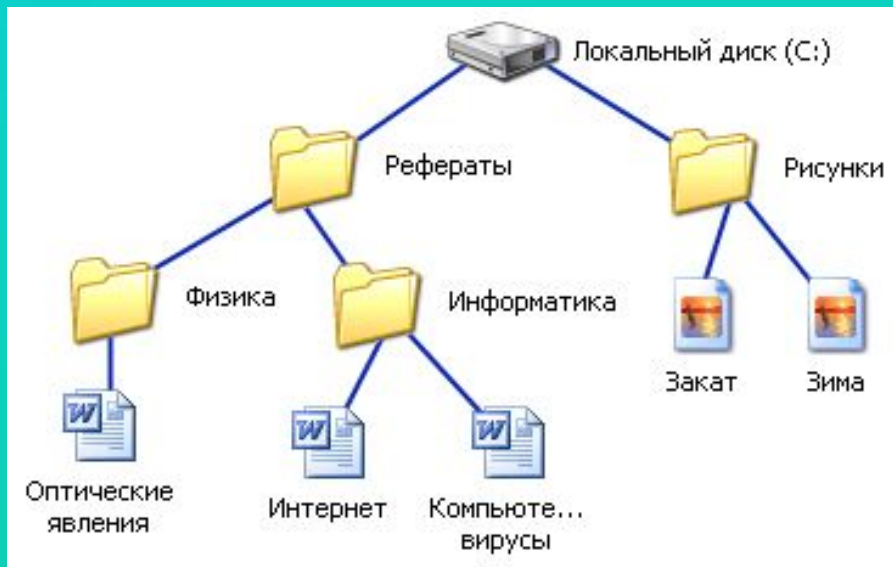 Локальный диск (C:)
Рефераты
Рисунки
Физика
Информатика
Закат
Зима
Оптические
явления
Интернет
Компьюте...
вирусы